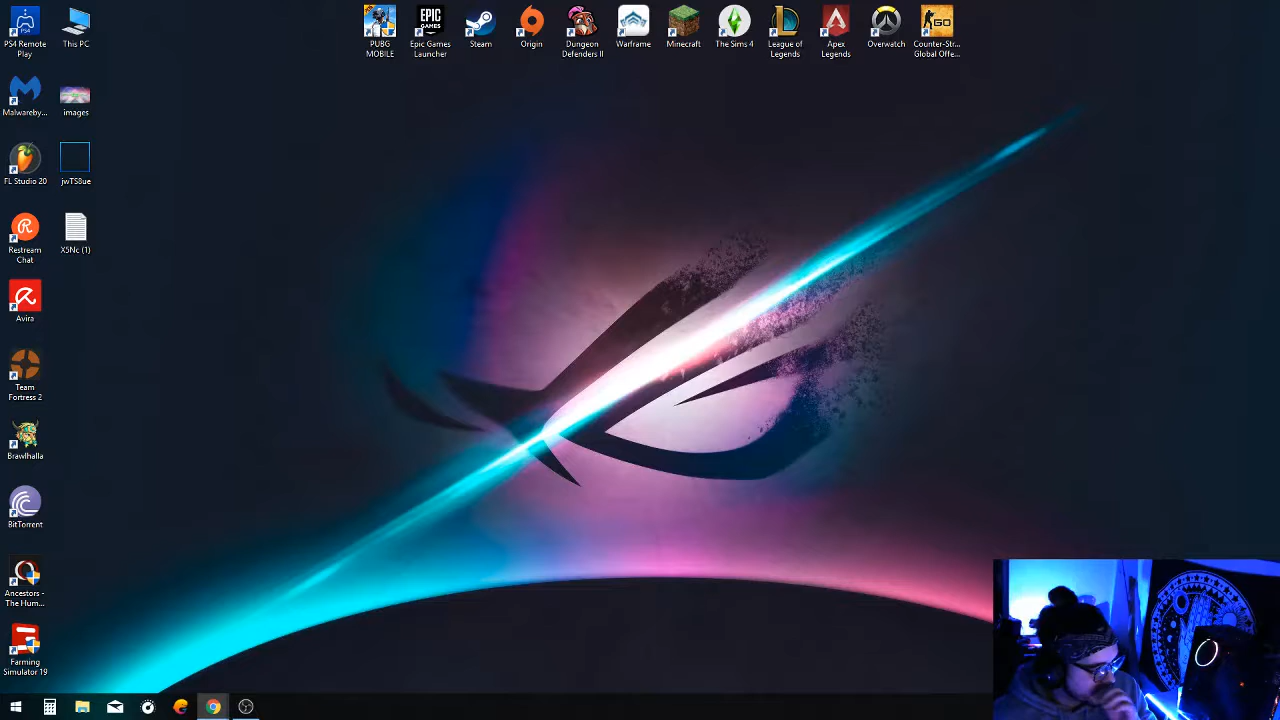 PS4 Remote
Play
This PC
PUBG
MOBILE
EPIC
GAMES
Epic Games
Launcher
Steam
Origin
Dungeon
Defenders II
Warframe
Minecraft
The Sims 4
League of
Legends
Apex
Legends
Overwatch
GO
Counter-Str...
Global Offe...
Malwareby...
images
FL Studio 20
jwTS8ue
Restream
Chat
X5Nc (1)
Avira
Team
Fortress 2
Brawlhalla
BitTorrent
Ancestors -
The Hum...
Farming
Simulator 19